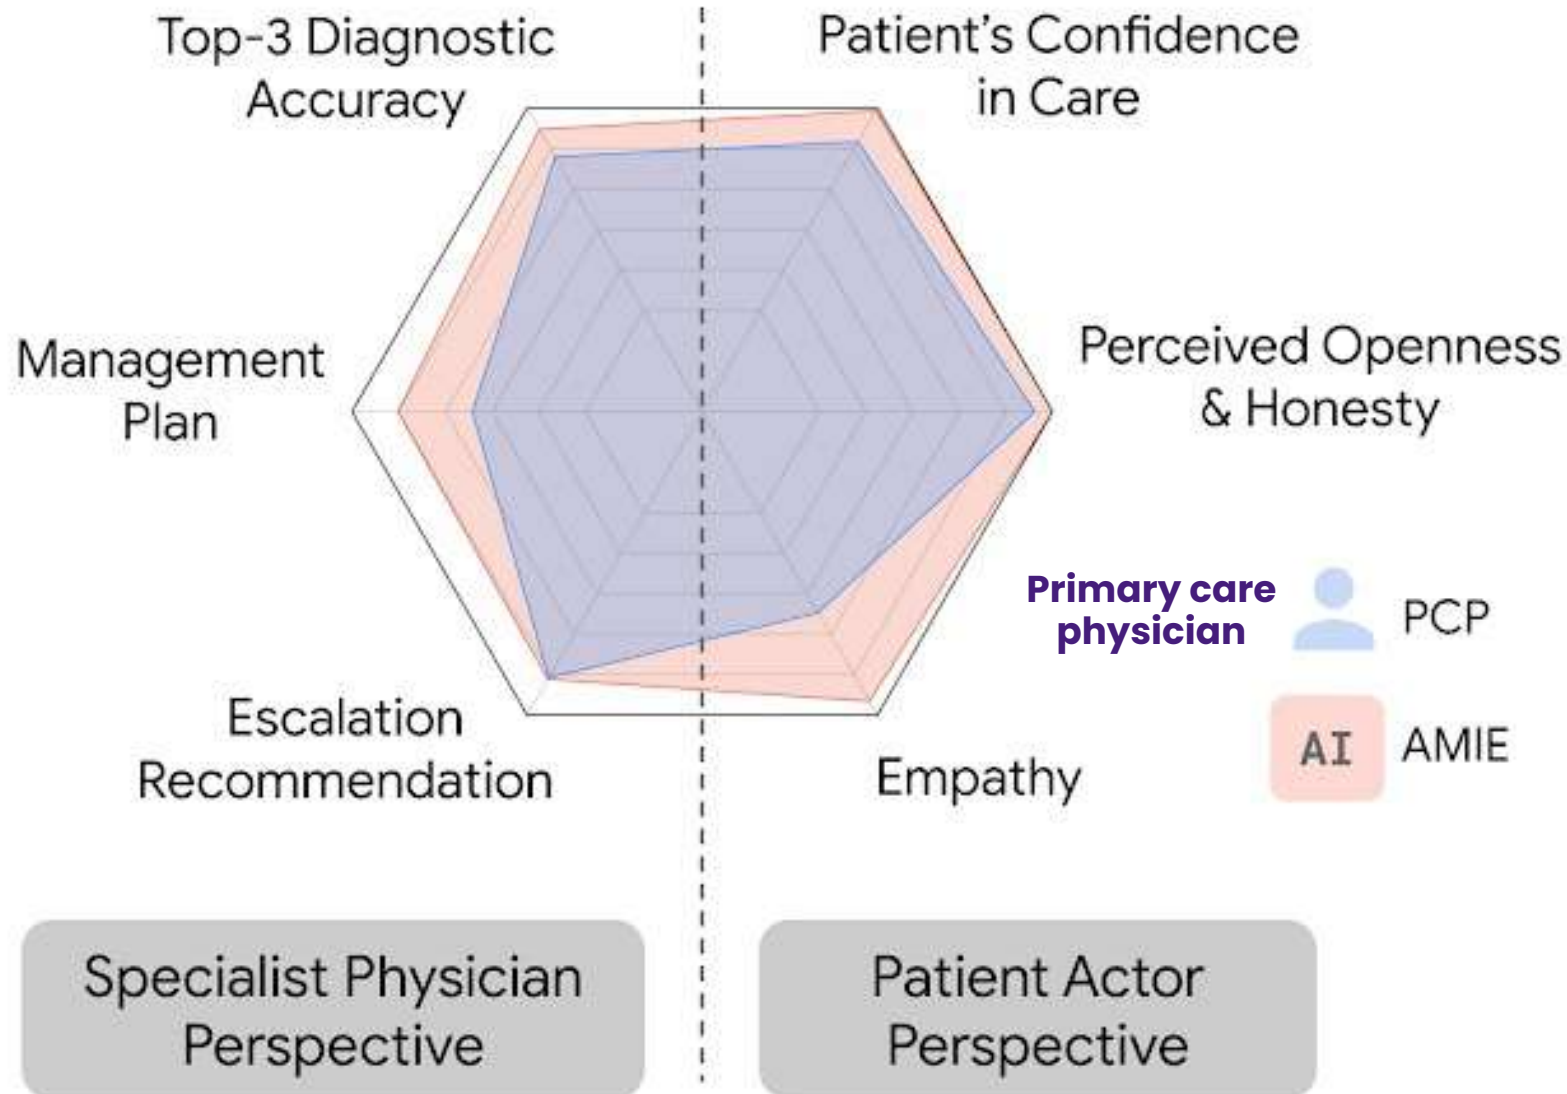 Top-3 Diagnostic
Accuracy
Patient’s Confidence
in Care
Management
Plan
Perceived Openness
& Honesty
Primary care
physician
PCP
Escalation
Recommendation
Empathy
AI
AMIE
Specialist Physician
Perspective
Patient Actor
Perspective